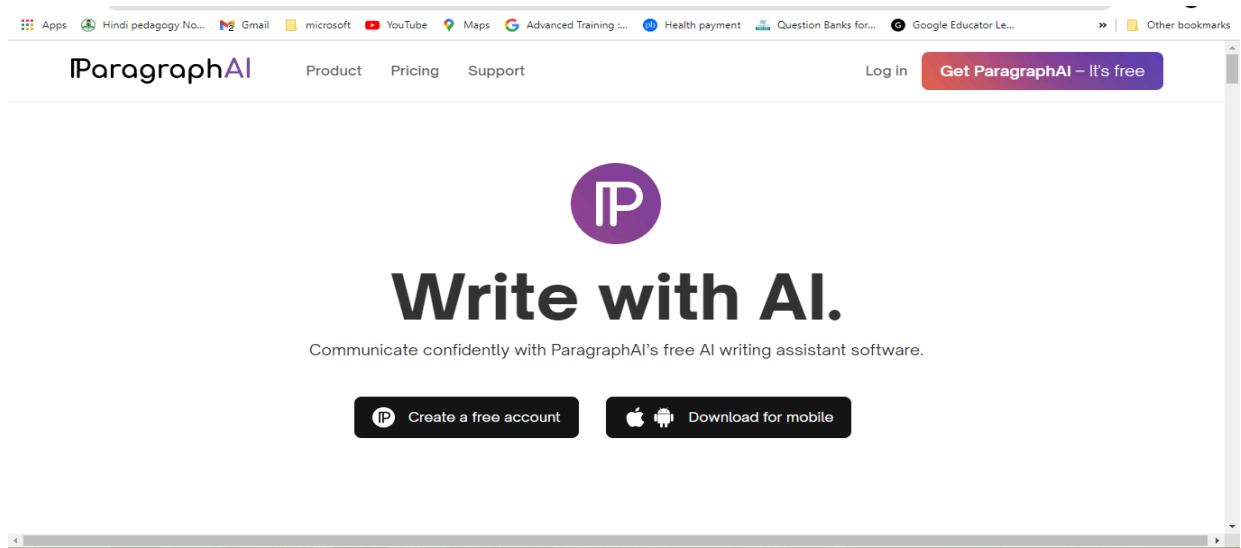 Apps Hindi pedagogy No... Gmail microsoft YouTube Maps Advanced Training :... Health payment Question Banks for... Google Educator Le... » Other bookmarks
ParagraphAI Product Pricing Support Log in Get ParagraphAI – It's free
P
Write with AI.
Communicate confidently with ParagraphAI's free AI writing assistant software.
P Create a free account Download for mobile